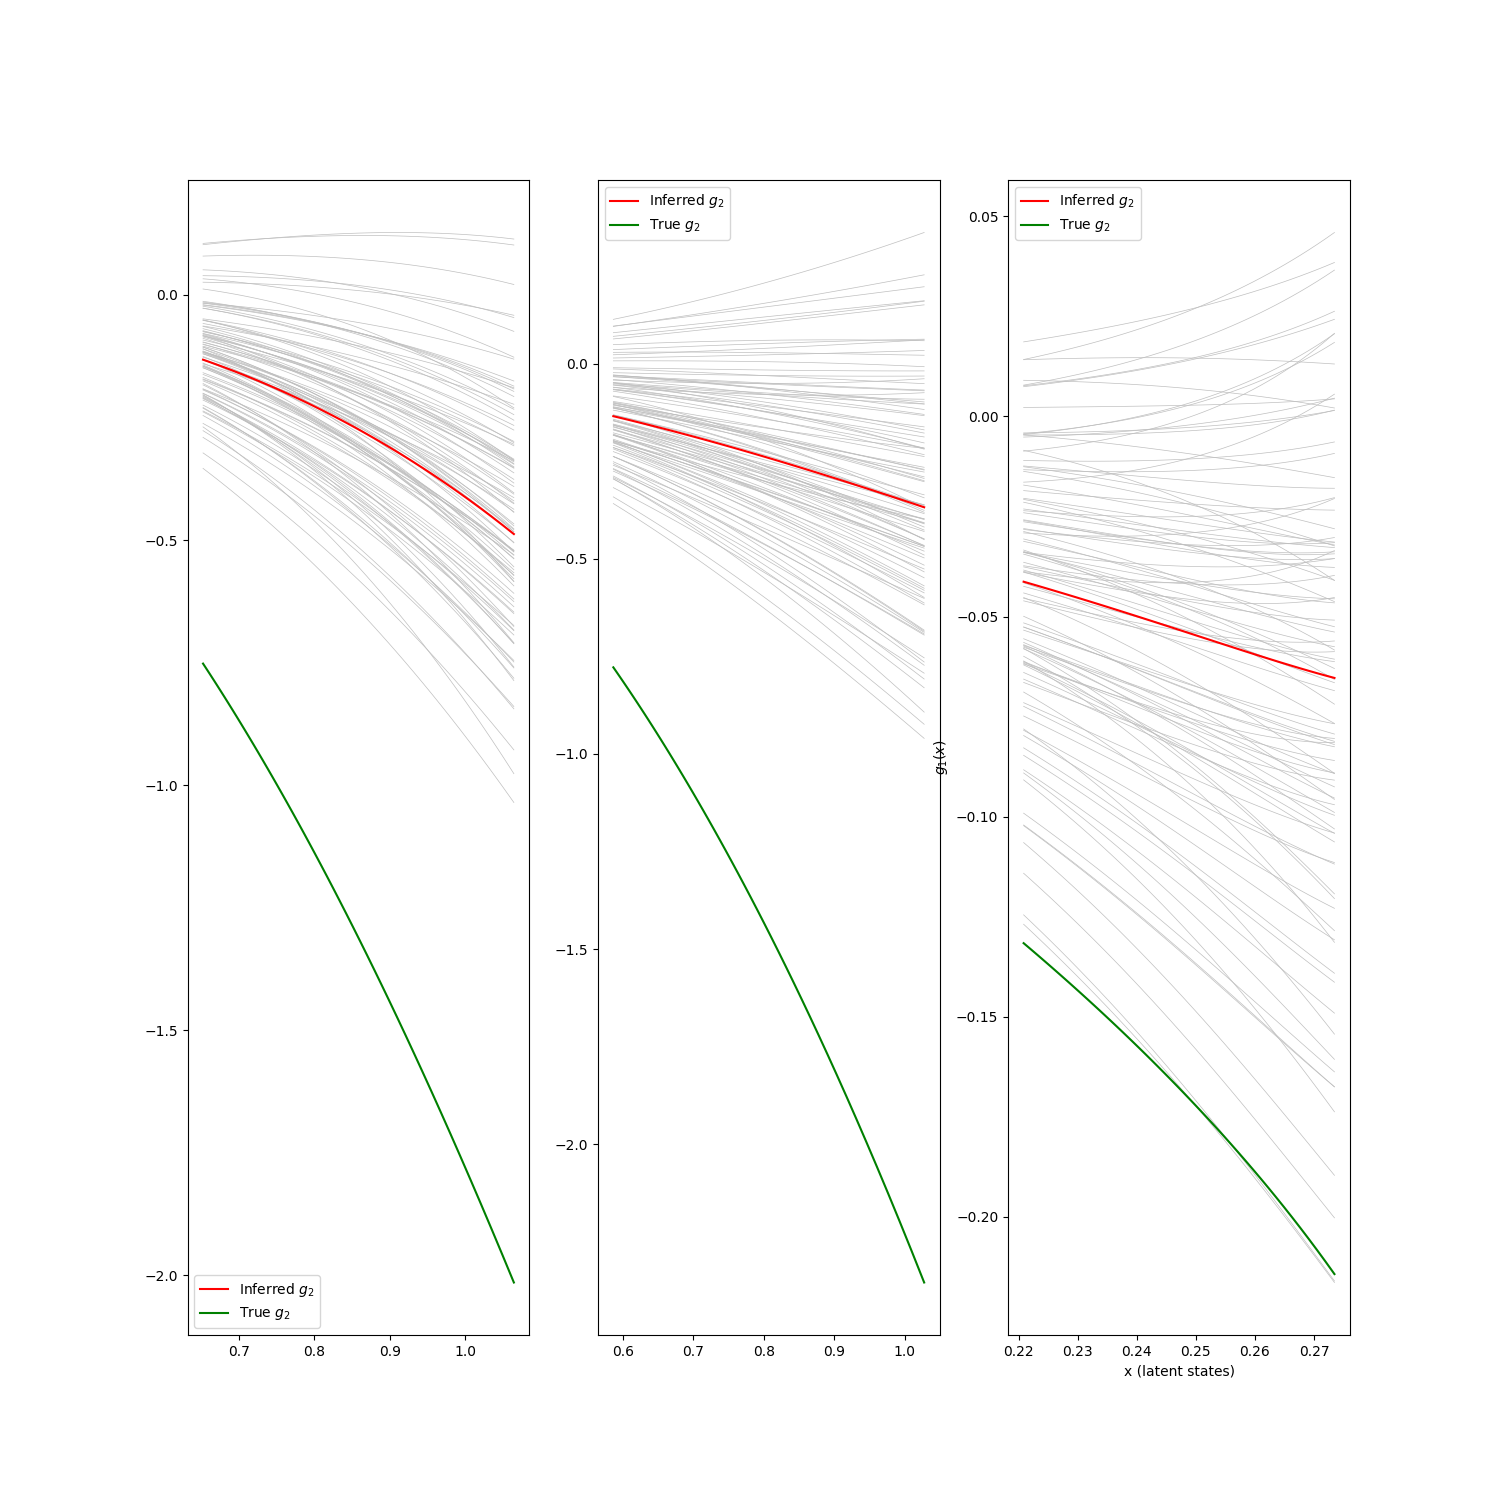 0.0
−0.5
−1.0
−1.5
−2.0
0.7 0.8 0.9 1.0
Inferred g₂
True g₂
Inferred g₂
True g₂
0.0
−0.5
−1.0
−1.5
−2.0
0.6 0.7 0.8 0.9 1.0
g₁(x)
Inferred g₂
True g₂
0.05
0.00
−0.05
−0.10
−0.15
−0.20
0.22 0.23 0.24 0.25 0.26 0.27
x (latent states)